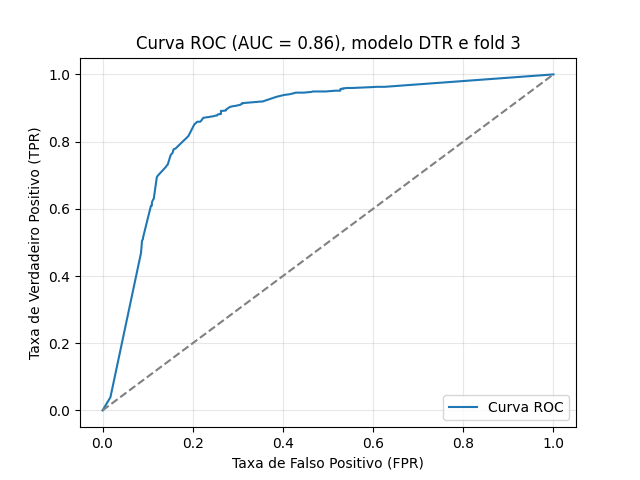 Curva ROC (AUC = 0.86), modelo DTR e fold 3
Taxa de Verdadeiro Positivo (TPR)
1.0
0.8
0.6
0.4
0.2
0.0
Curva ROC
0.0 0.2 0.4 0.6 0.8 1.0
Taxa de Falso Positivo (FPR)